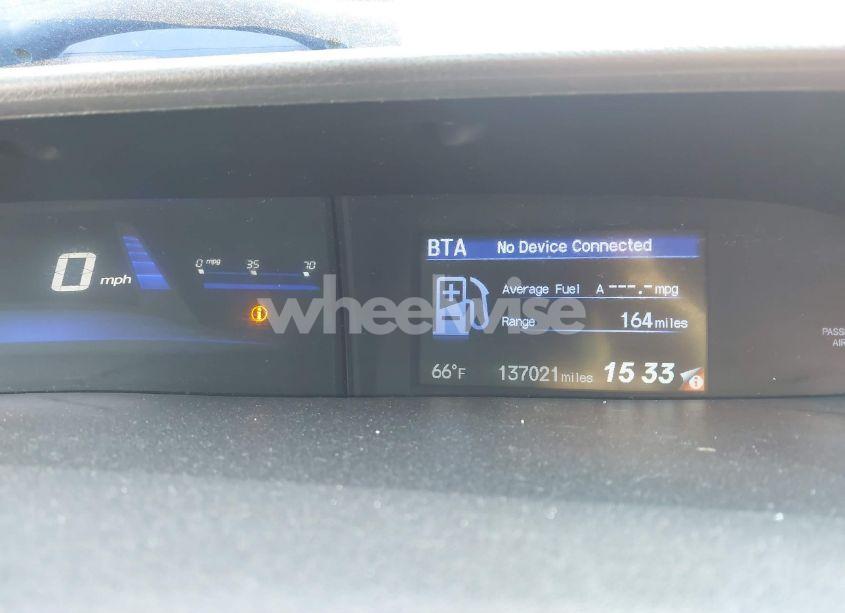 BTA No Device Connected
0 mph
0 mpg 35 70
Average Fuel A ---.- mpg
wheelwise
Range 164 miles
PASS
AIR
66°F 137021 miles 15 33